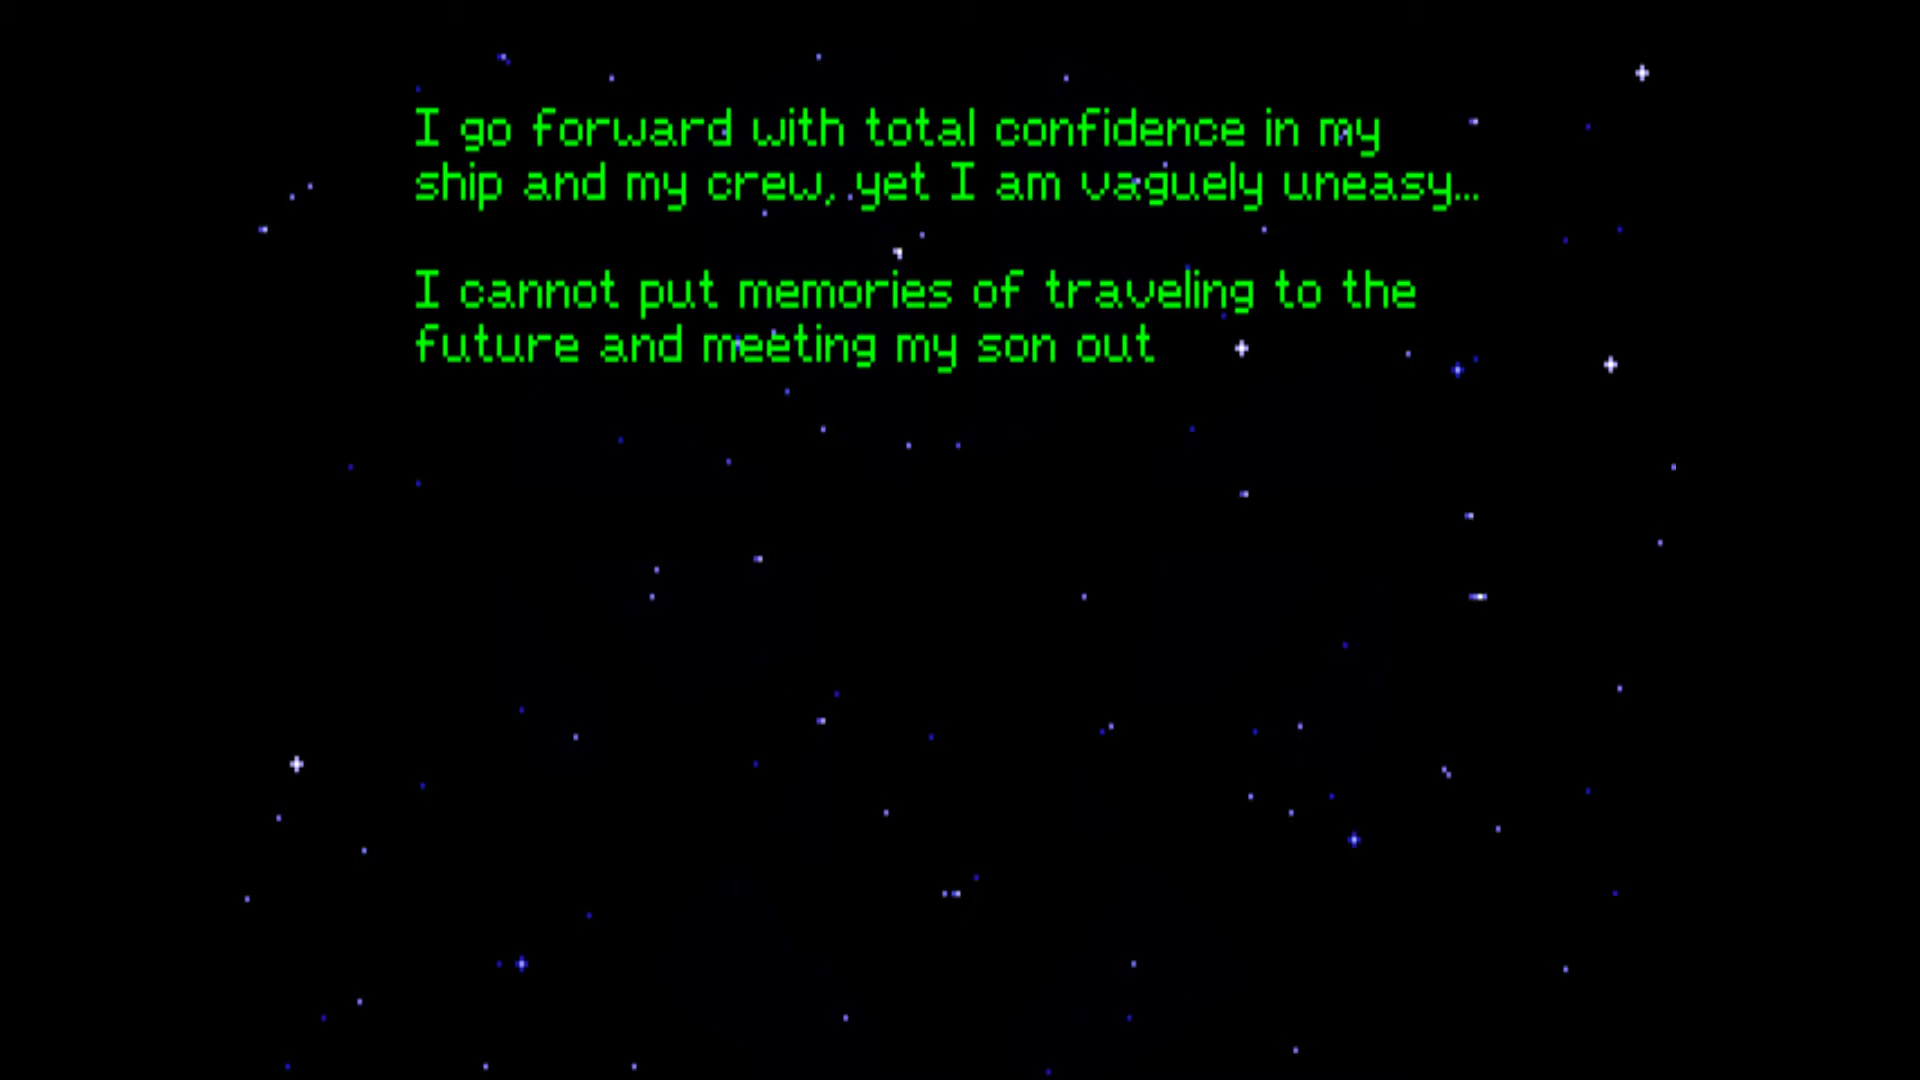 I go forward with total confidence in my
ship and my crew, yet I am vaguely uneasy...
I cannot put memories of traveling to the
future and meeting my son out